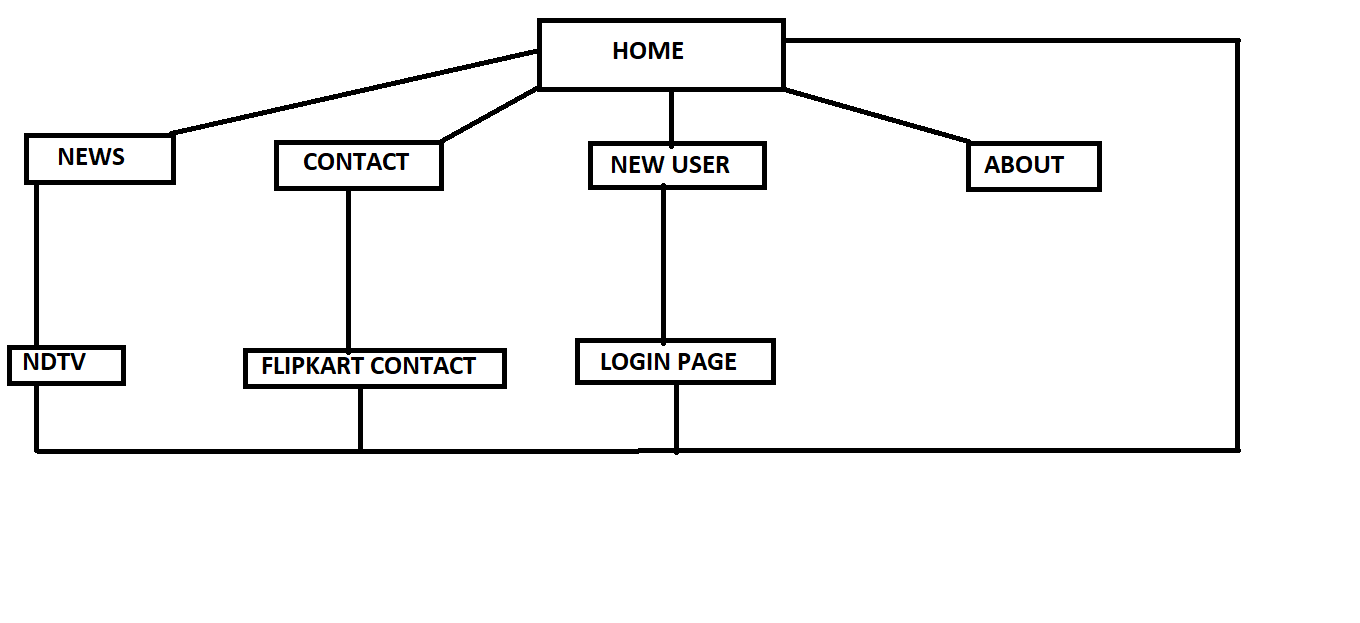 HOME
NEWS
CONTACT
NEW USER
ABOUT
NDTV
FLIPKART CONTACT
LOGIN PAGE